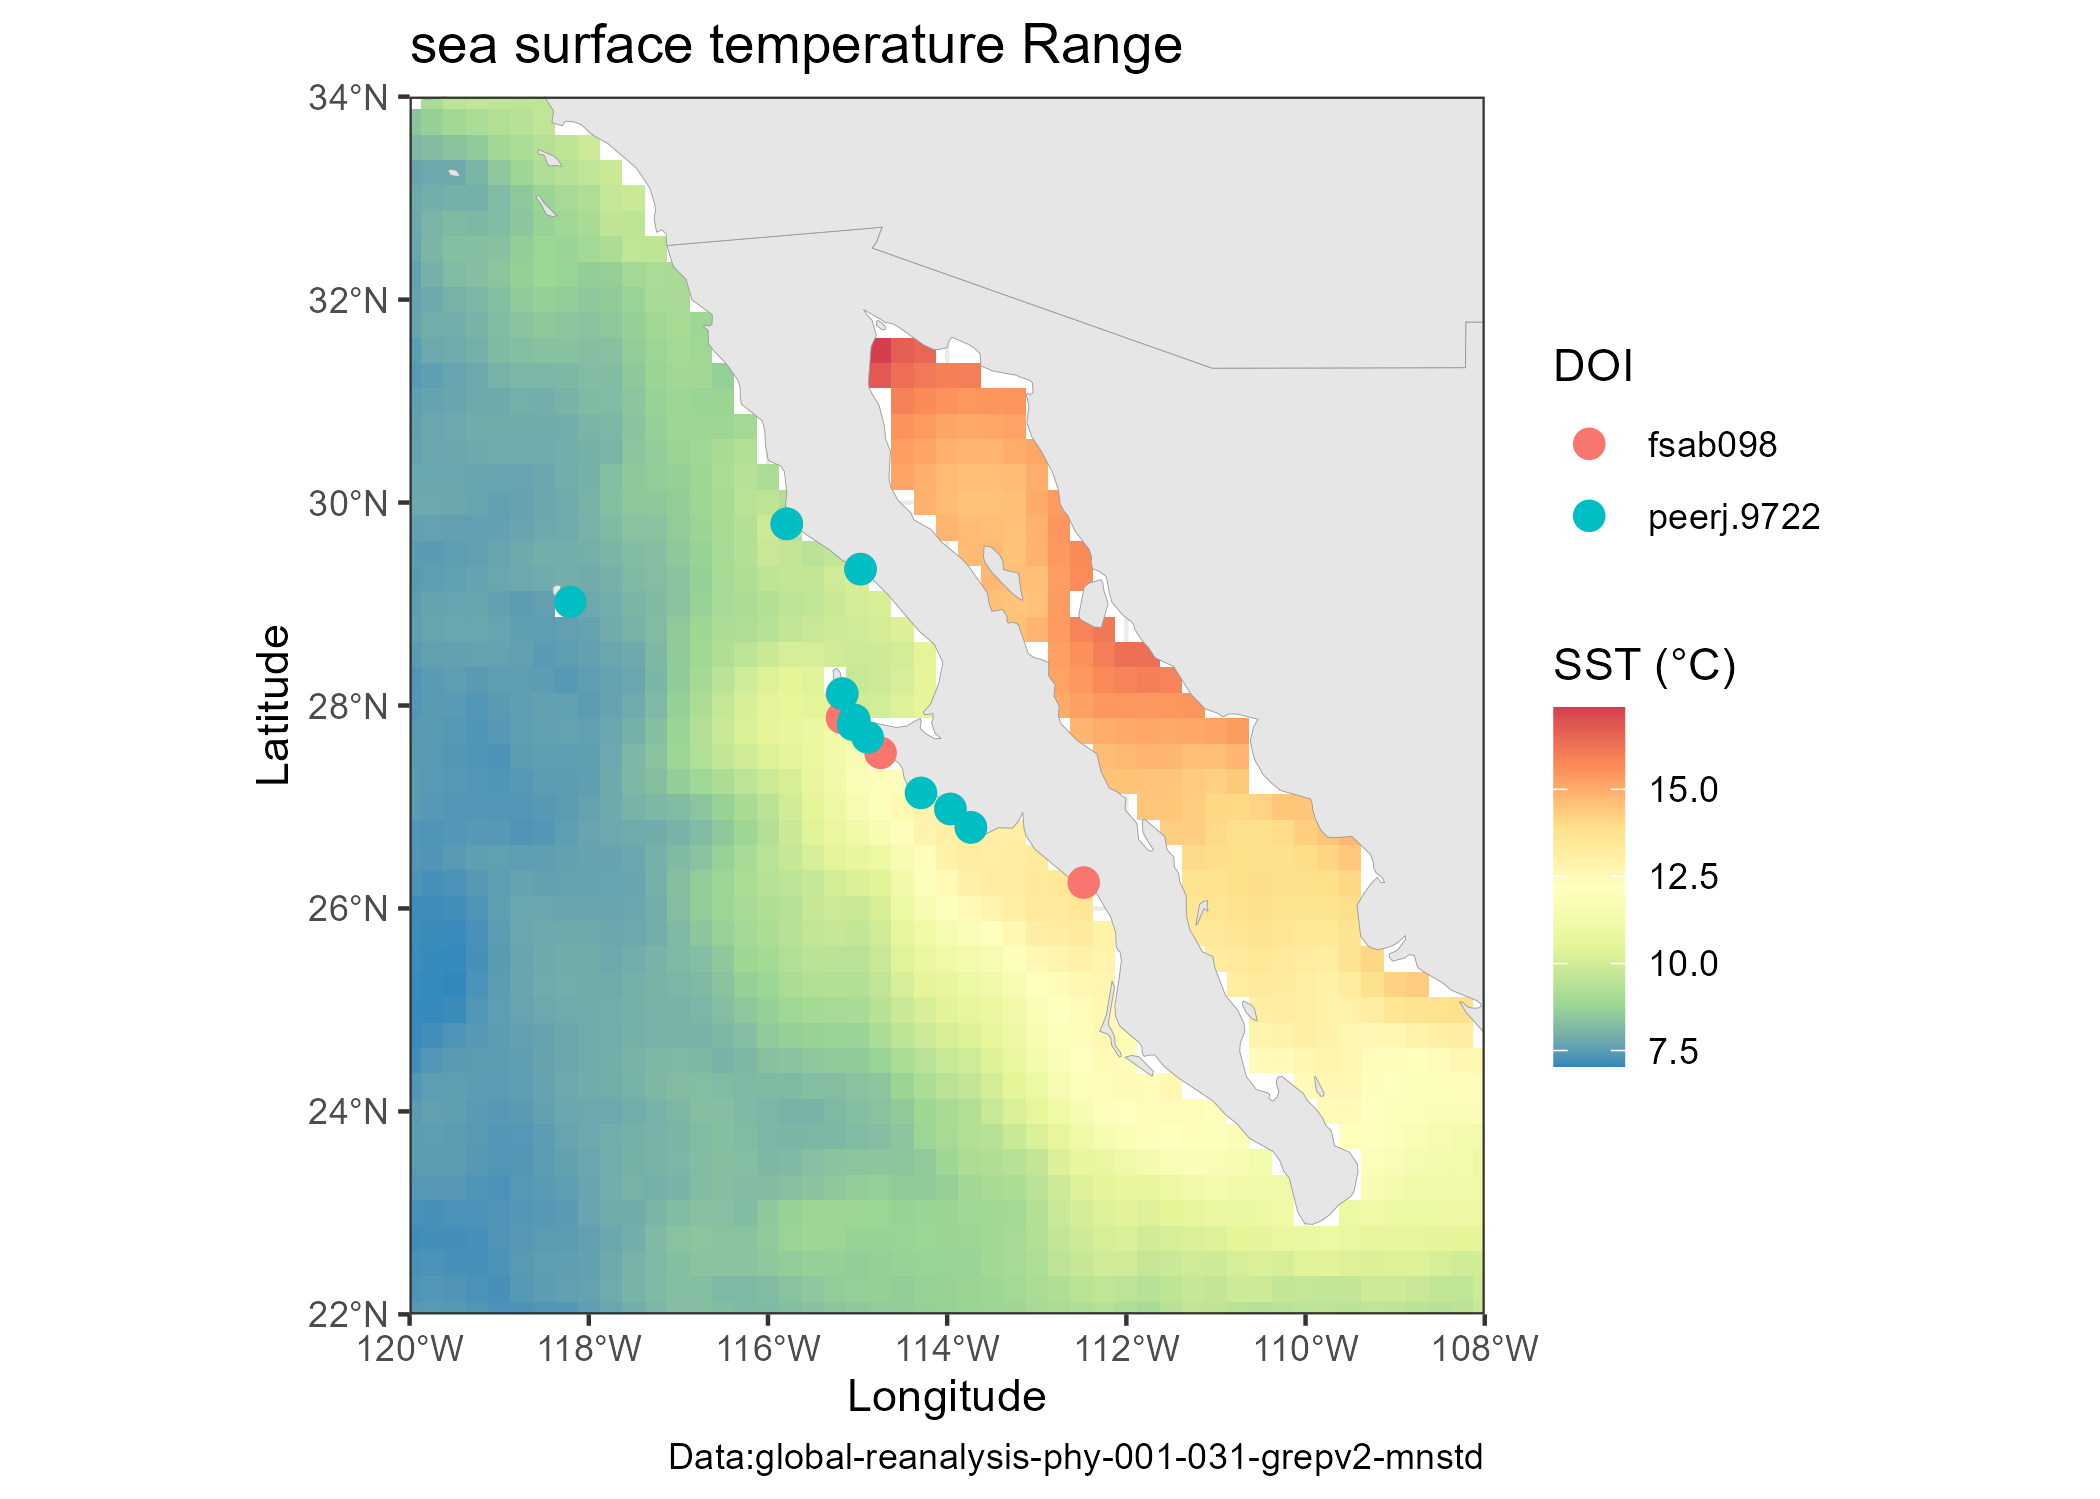 sea surface temperature Range
34°N
32°N
30°N
28°N
26°N
24°N
22°N
Latitude
120°W
118°W
116°W
114°W
112°W
110°W
108°W
Longitude
DOI
fsab098
peerj.9722
SST (°C)
15.0
12.5
10.0
7.5
Data:global-reanalysis-phy-001-031-grepv2-mnstd